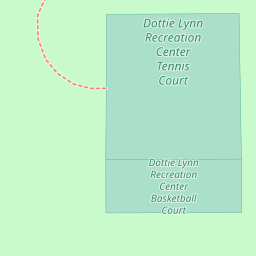 Dottie Lynn
Recreation
Center
Tennis
Court
Dottie Lynn
Recreation
Center
Basketball
Court